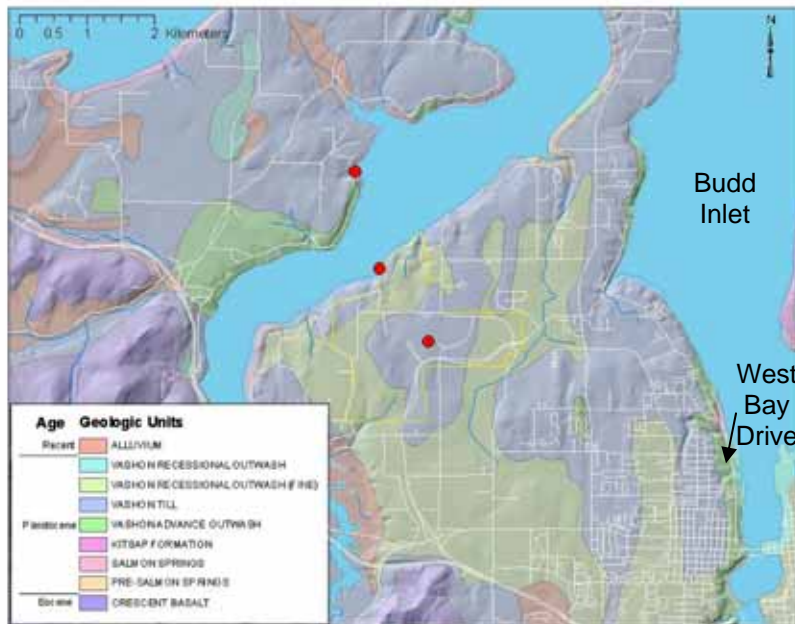 0 0.5 1 2 Kilometers
N
Budd
Inlet
West
Bay
Drive
Age Geologic Units
Recent ALLUVIUM
VASHON RECESSIONAL OUTWASH
VASHON RECESSIONAL OUTWASH (FINE)
VASHON TILL
Pleistocene VASHON ADVANCE OUTWASH
KITSAP FORMATION
SALMON SPRINGS
PRE-SALMON SPRINGS
Eocene CRESCENT BASALT